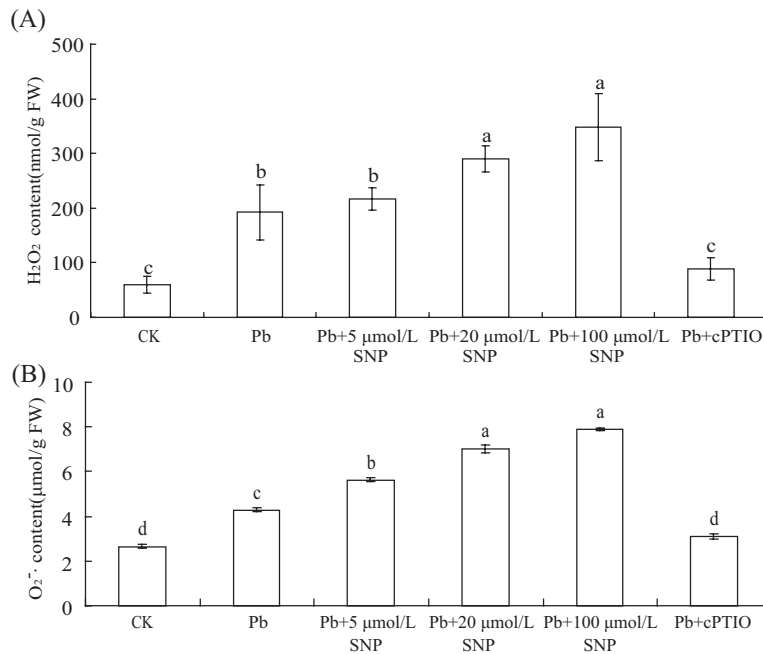 (A)
H₂O₂ content(nmol/g FW)
500
400
300
200
100
0
c
b
b
a
a
c
CK
Pb
Pb+5 μmol/L
SNP
Pb+20 μmol/L
SNP
Pb+100 μmol/L
SNP
Pb+cPTIO
(B)
O₂⁻· content(μmol/g FW)
10
8
6
4
2
0
d
c
b
a
a
d
CK
Pb
Pb+5 μmol/L
SNP
Pb+20 μmol/L
SNP
Pb+100 μmol/L
SNP
Pb+cPTIO